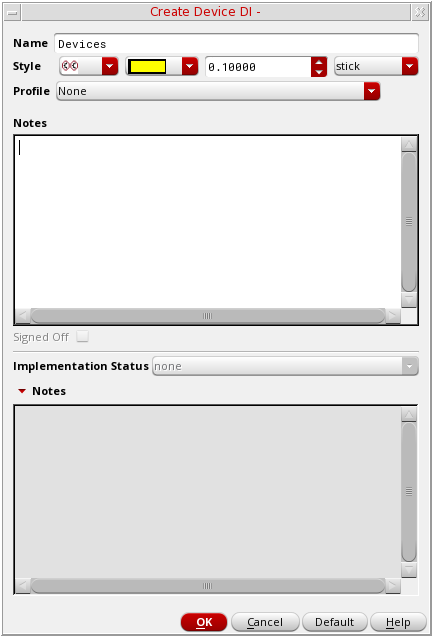 Create Device DI -
Name Devices
Style 0.10000 stick
Profile None
Notes
Signed Off
Implementation Status none
Notes
OK Cancel Default Help